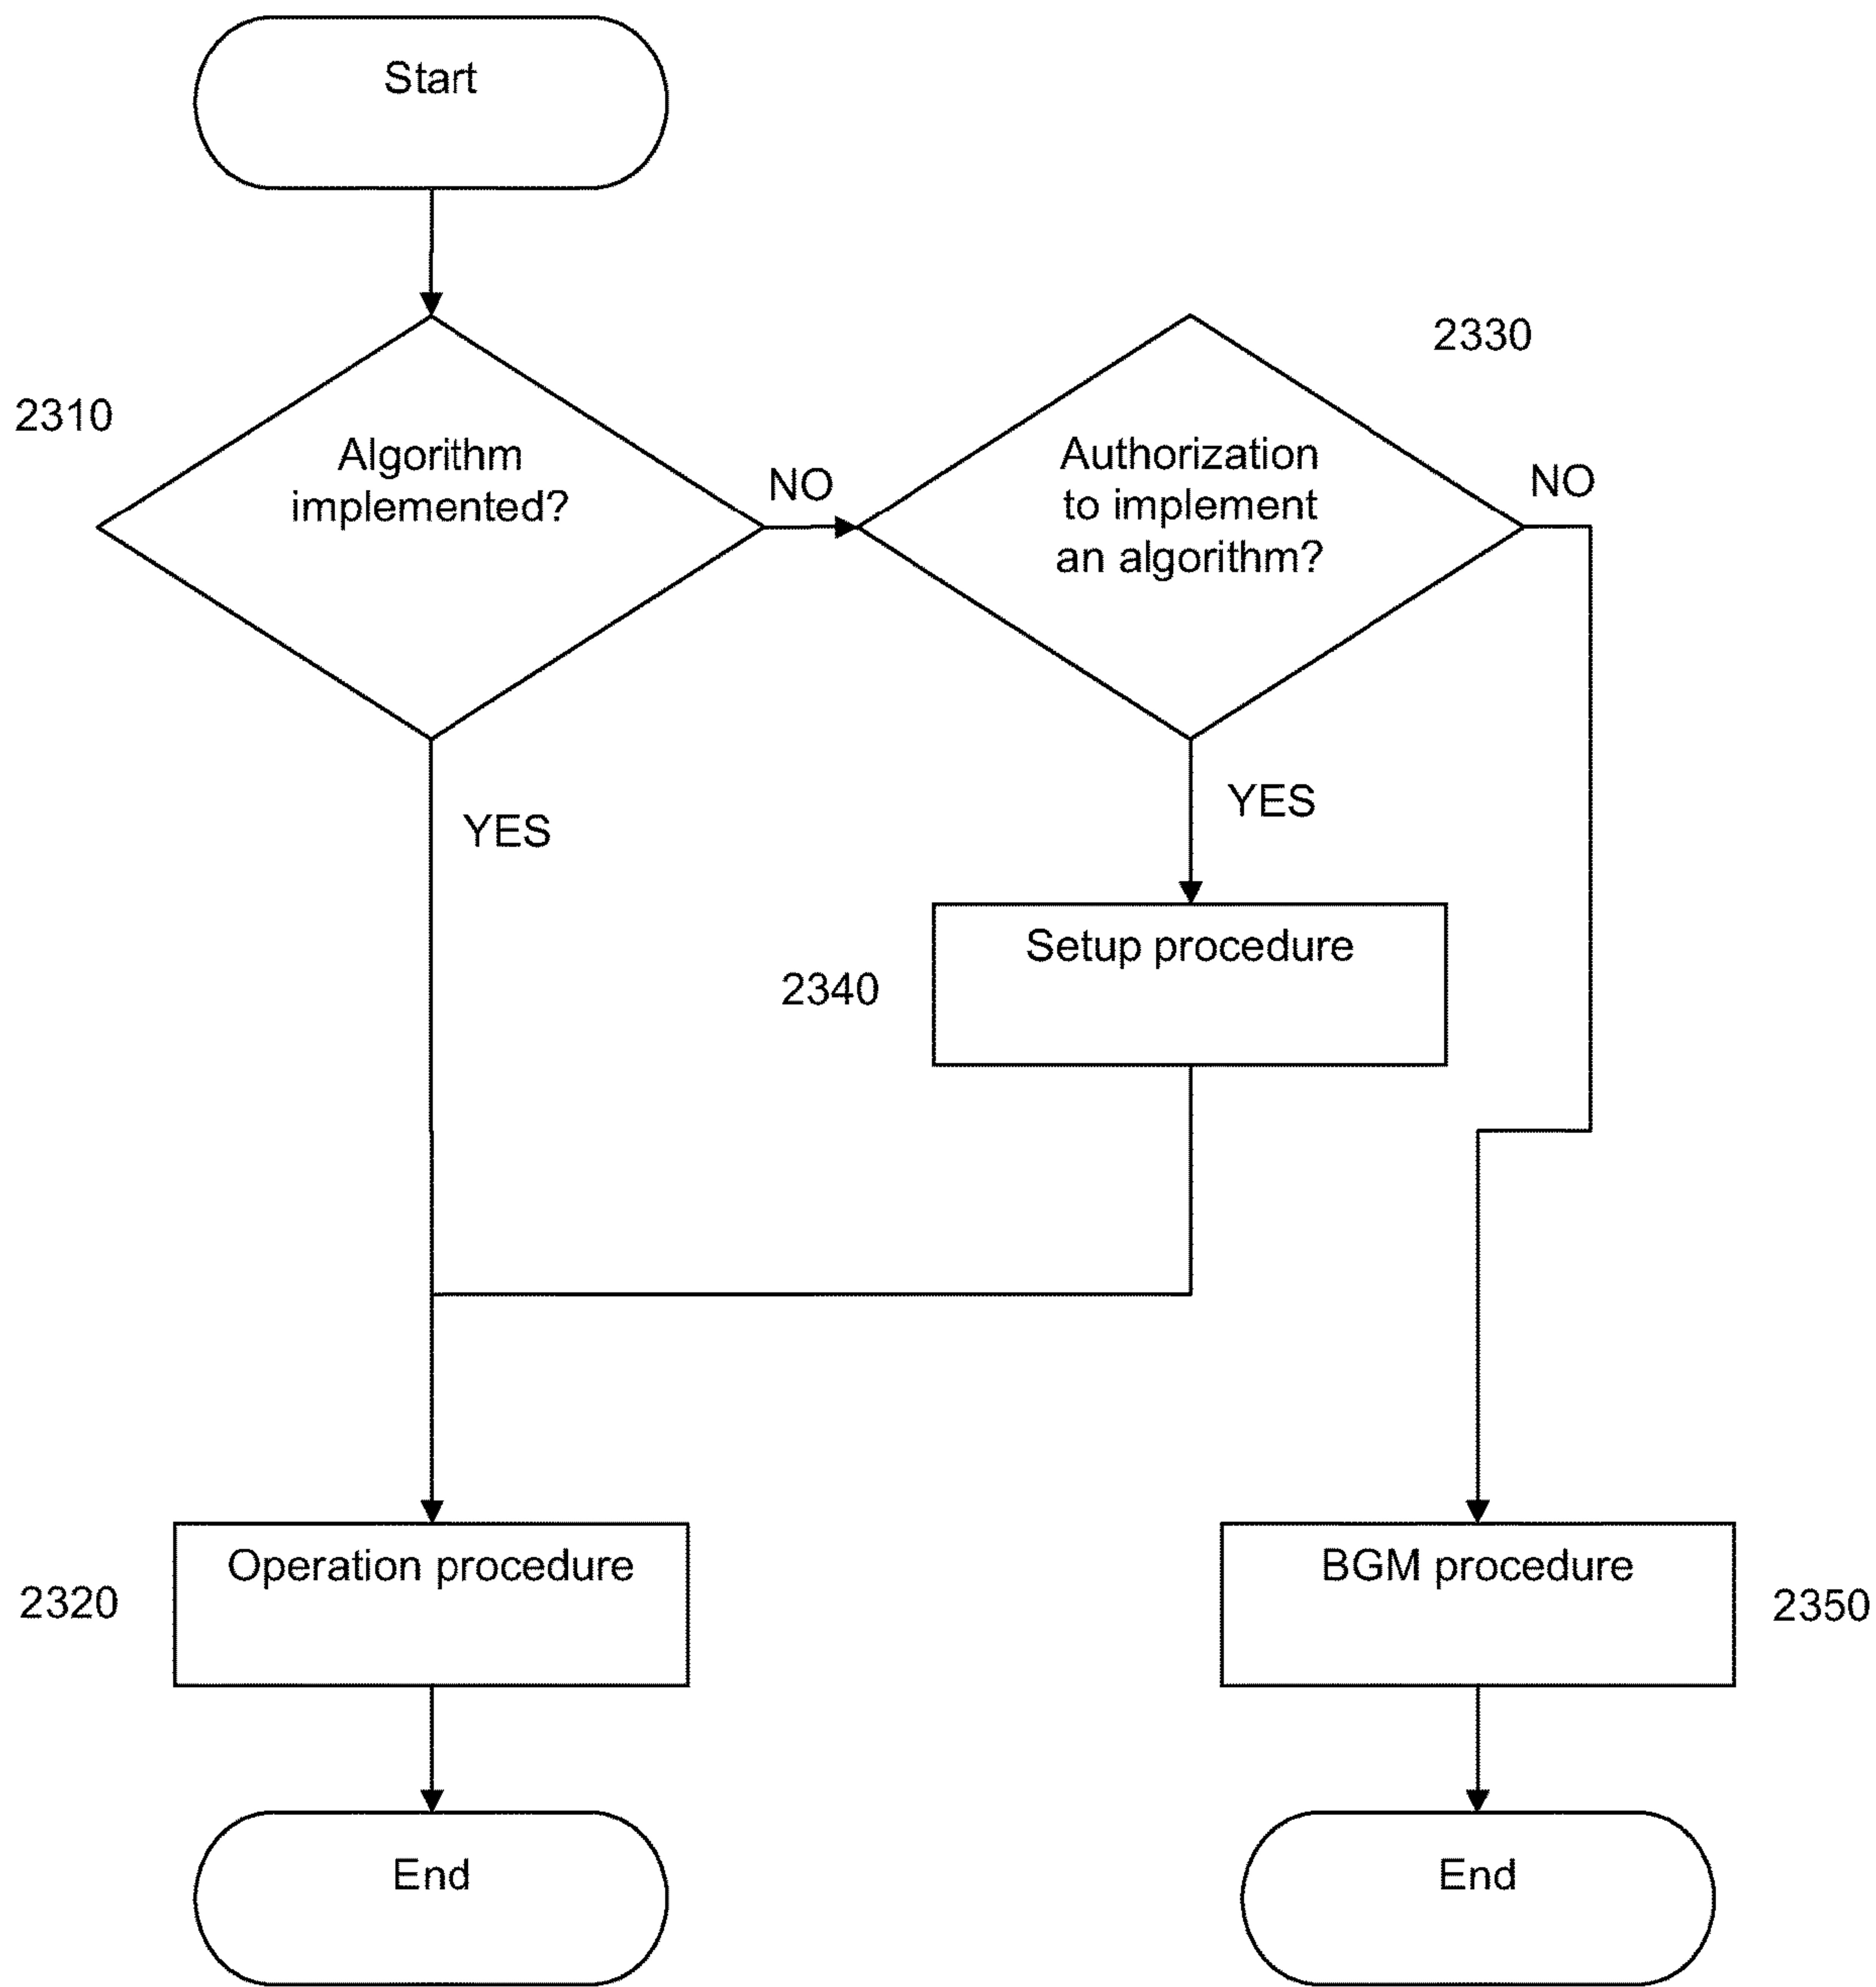 Start
2310
Algorithm
implemented?
NO
YES
2330
Authorization
to implement
an algorithm?
NO
YES
2340
Setup procedure
2320
Operation procedure
BGM procedure
2350
End
End